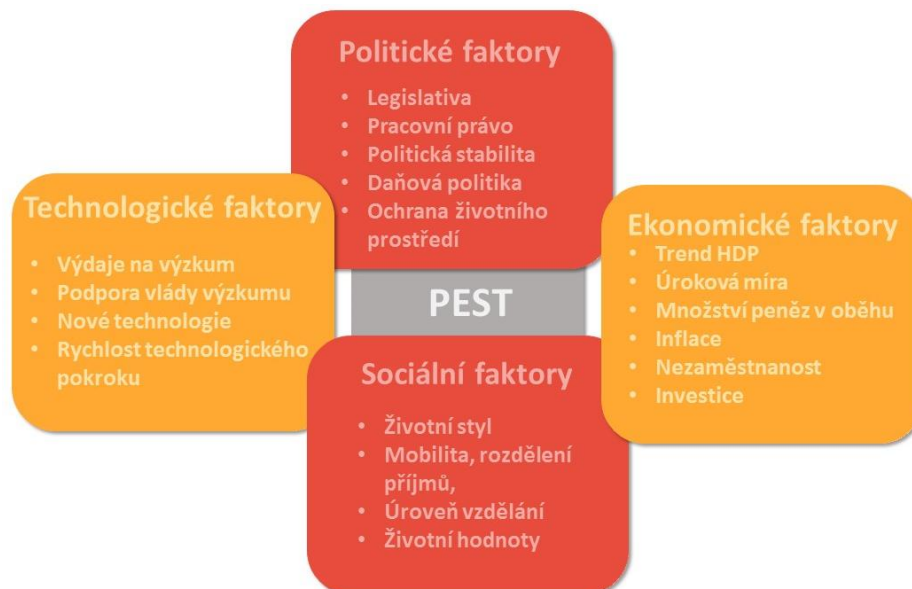 Politické faktory
• Legislativa
• Pracovní právo
• Politická stabilita
• Daňová politika
• Ochrana životního
prostředí
Technologické faktory
• Výdaje na výzkum
• Podpora vlády výzkumu
• Nové technologie
• Rychlost technologického
pokroku
PEST
Ekonomické faktory
• Trend HDP
• Úroková míra
• Množství peněz v oběhu
• Inflace
• Nezaměstnanost
• Investice
Sociální faktory
• Životní styl
• Mobilita, rozdělení
příjmů,
• Úroveň vzdělání
• Životní hodnoty